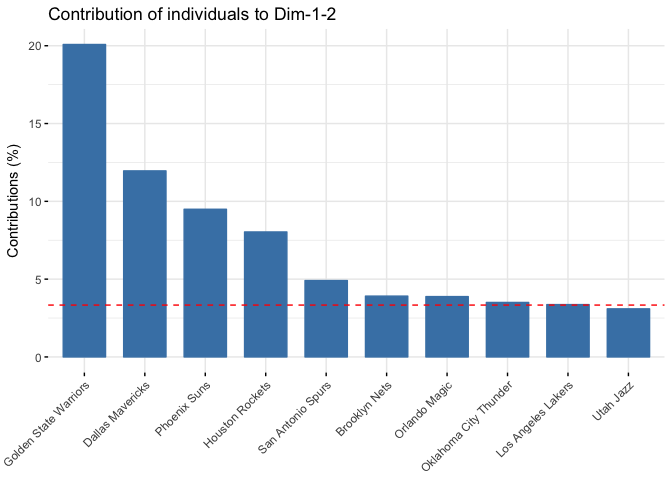 Contribution of individuals to Dim-1-2
Contributions (%)
20
15
10
5
0
Golden State Warriors
Dallas Mavericks
Phoenix Suns
Houston Rockets
San Antonio Spurs
Brooklyn Nets
Orlando Magic
Oklahoma City Thunder
Los Angeles Lakers
Utah Jazz